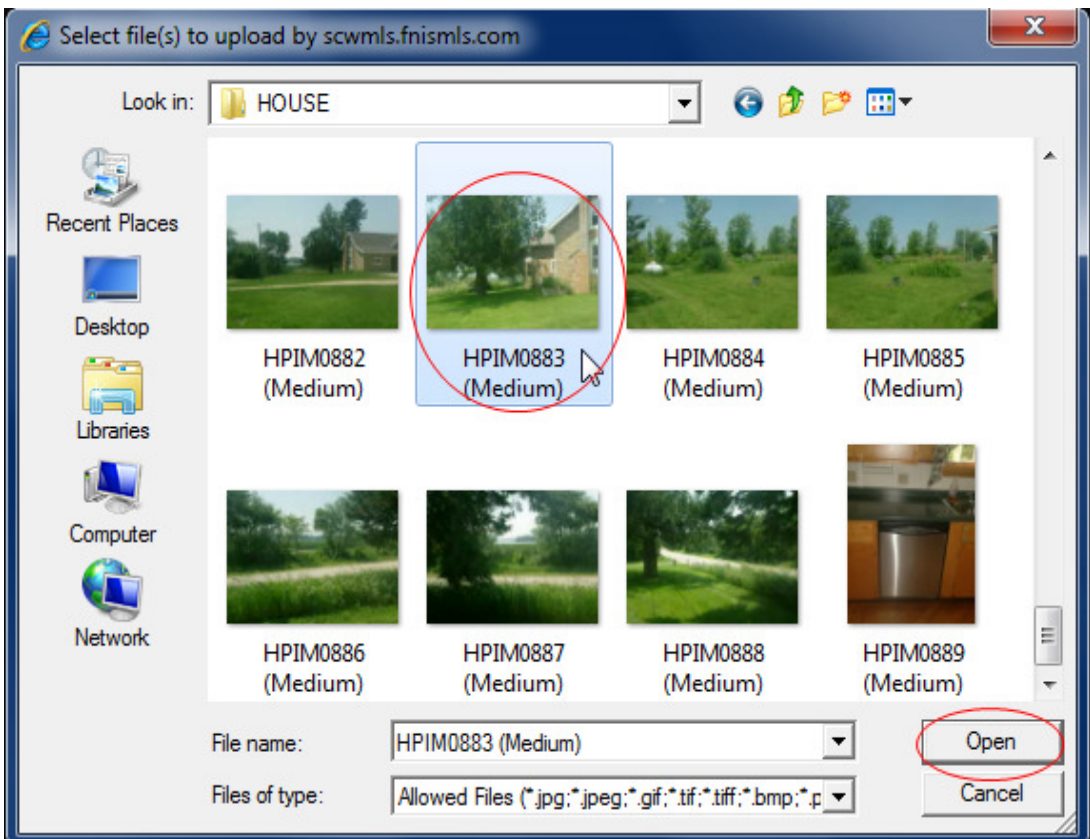 Select file(s) to upload by scwmls.fnismls.com
X
Look in:
HOUSE
Recent Places
Desktop
Libraries
Computer
Network
HPIM0882
(Medium)
HPIM0883
(Medium)
HPIM0884
(Medium)
HPIM0885
(Medium)
HPIM0886
(Medium)
HPIM0887
(Medium)
HPIM0888
(Medium)
HPIM0889
(Medium)
File name:
HPIM0883 (Medium)
Open
Files of type:
Allowed Files (*.jpg;*.jpeg;*.gif;*.tif;*.tiff;*.bmp;*.p
Cancel